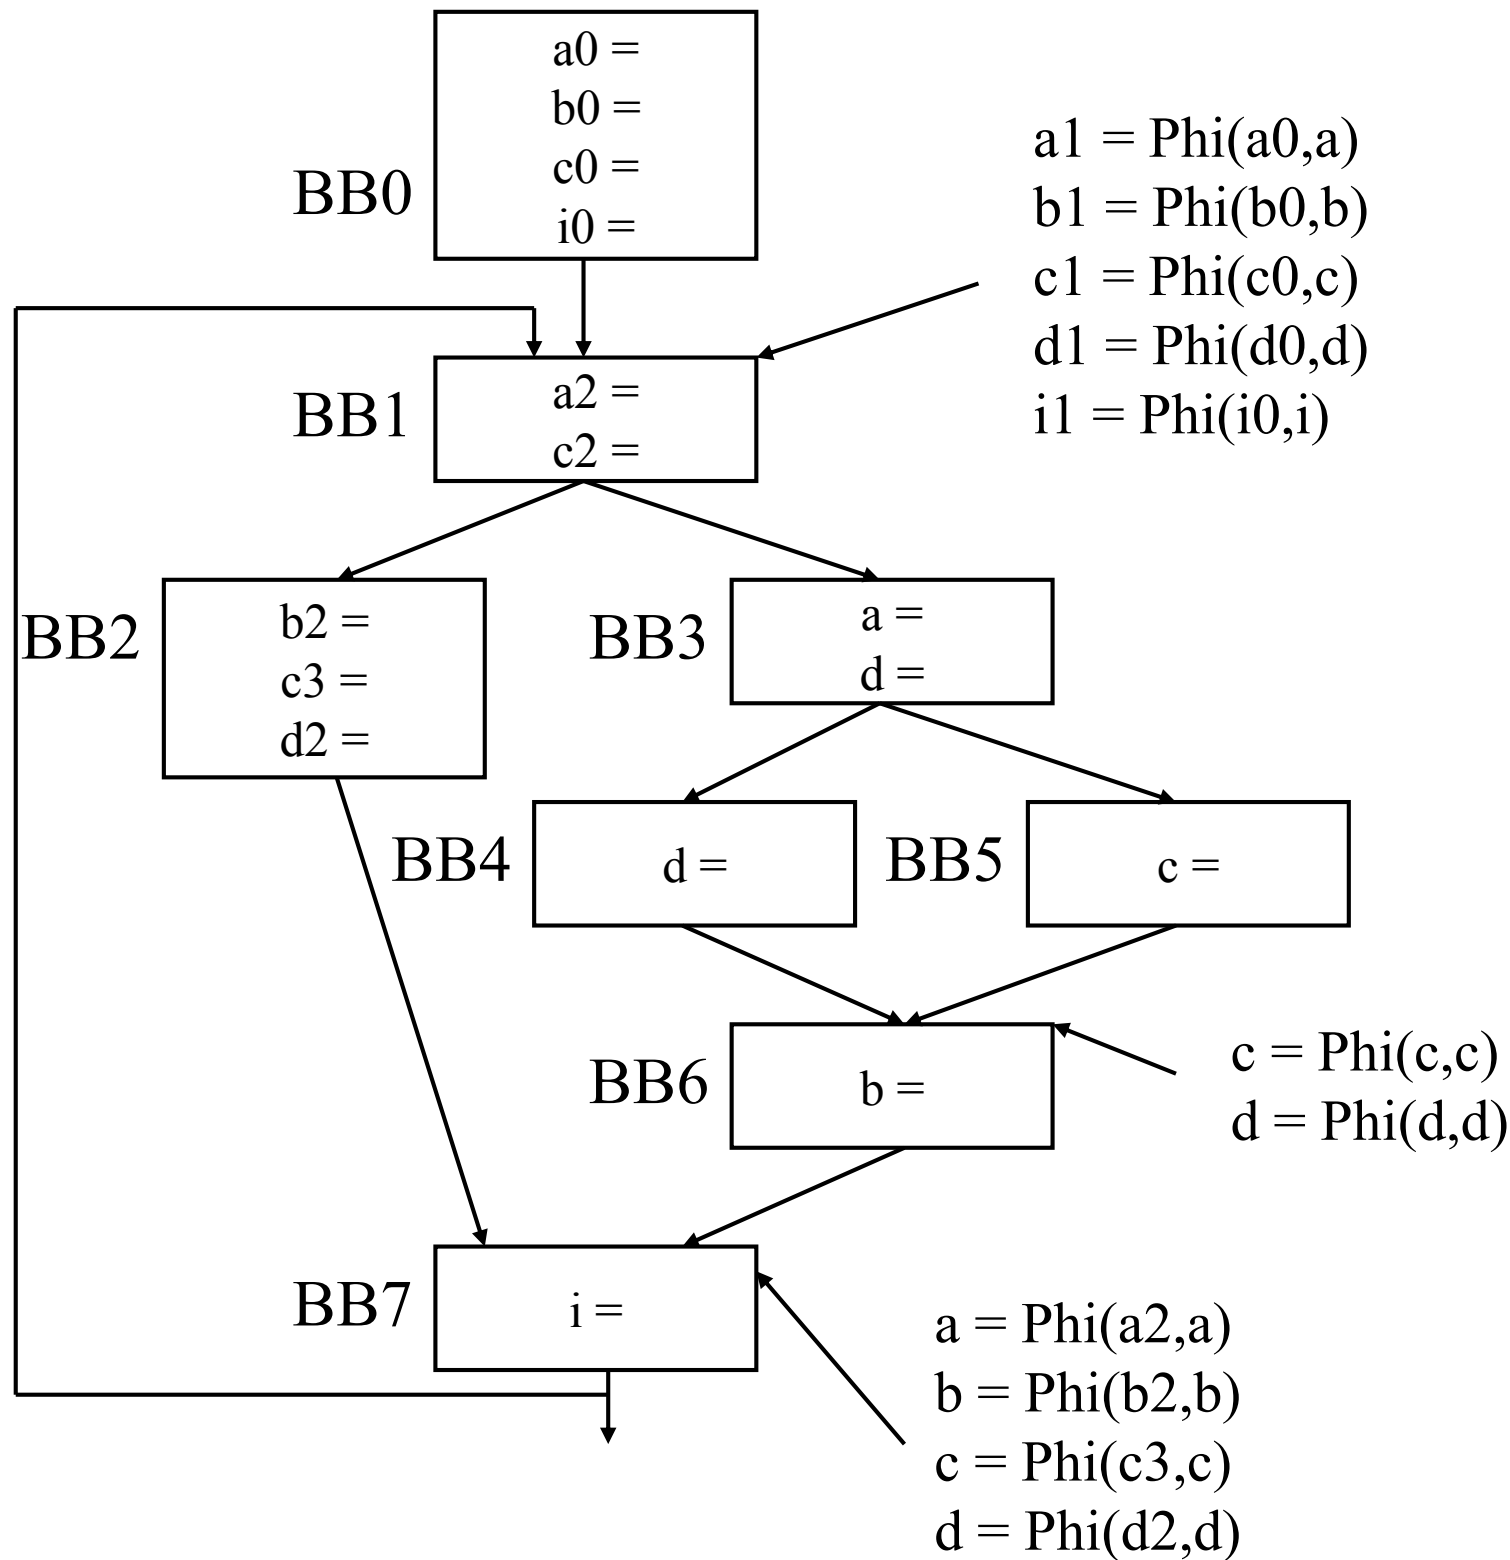 a0 =
b0 =
c0 =
i0 =
BB0
a1 = Phi(a0,a)
b1 = Phi(b0,b)
c1 = Phi(c0,c)
d1 = Phi(d0,d)
i1 = Phi(i0,i)
BB1
a2 =
c2 =
BB2
b2 =
c3 =
d2 =
BB3
a =
d =
BB4
d =
BB5
c =
BB6
b =
c = Phi(c,c)
d = Phi(d,d)
BB7
i =
a = Phi(a2,a)
b = Phi(b2,b)
c = Phi(c3,c)
d = Phi(d2,d)